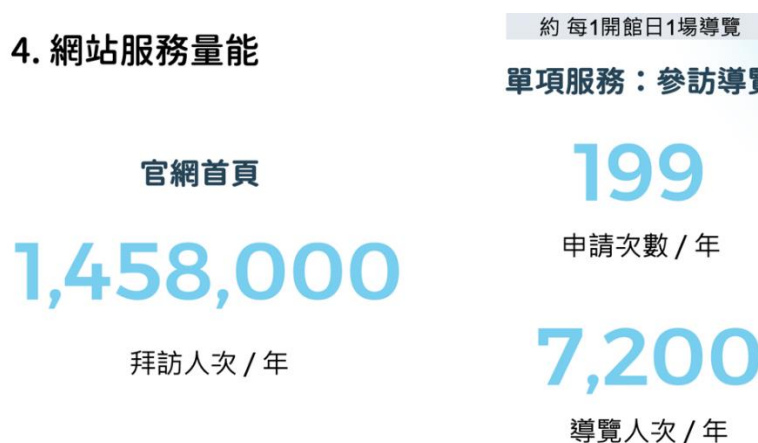 4. 網站服務量能
官網首頁
1,458,000
拜訪人次 / 年
約 每1開館日1場導覽
單項服務：參訪導
199
申請次數 / 年
7,200
導覽人次 / 年